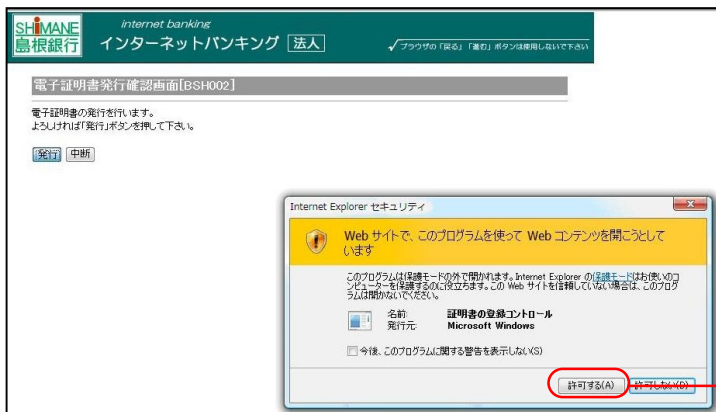 SHiMANE
島根銀行
internet banking
インターネットバンキング 法人
✓ブラウザの「戻る」「進む」ボタンは使用しないで下さい
電子証明書発行確認画面[BSH002]
電子証明書の発行を行います。
よろしければ「発行」ボタンを押して下さい。
発行 中断
Internet Explorer セキュリティ
Web サイトで、このプログラムを使って Web コンテンツを開こうとして
います
このプログラムは保護モードの外で開かれます。Internet Explorer の保護モードはお使いのコ
ンピューターを保護するのに役立ちます。この Web サイトを信頼していない場合は、このプログ
ラムは開かないでください。
名前: 証明書の登録コントロール
発行元: Microsoft Windows
今後、このプログラムに関する警告を表示しない(S)
許可する(A) 許可しない(D)